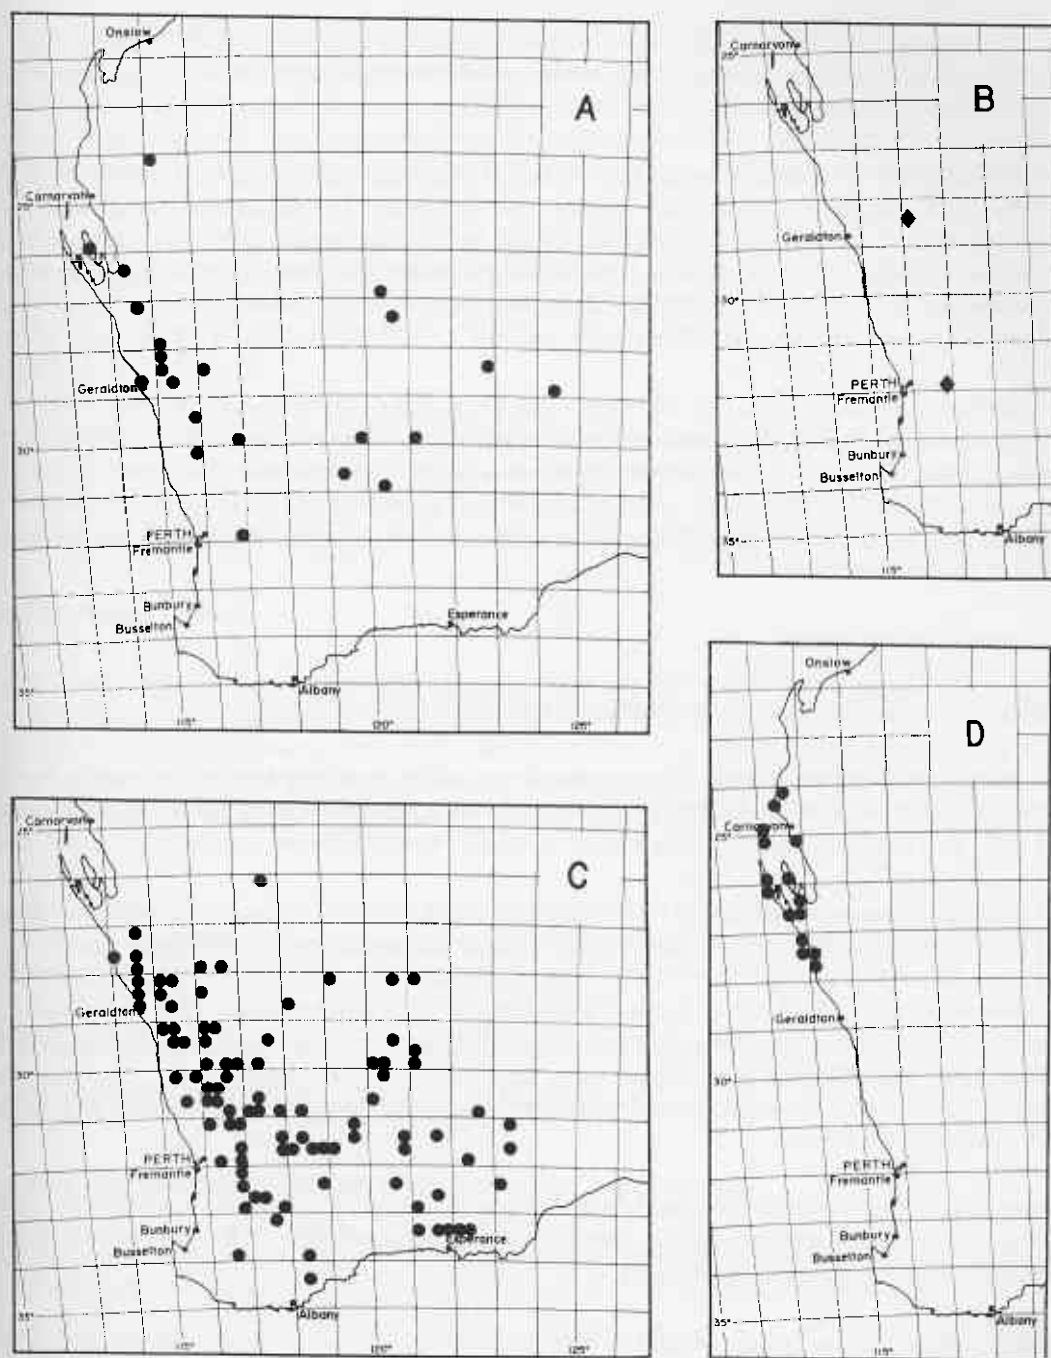 Onslow
A
Carnarvon
25°
Geraldton
30°
PERTH
Fremantle
Bunbury
Busselton
Esperance
Albany
35°
115°
120°
125°
Carnarvon
25°
B
Geraldton
30°
PERTH
Fremantle
Bunbury
Busselton
Albany
35°
115°
Carnarvon
25°
C
Geraldton
30°
PERTH
Fremantle
Bunbury
Busselton
Esperance
Albany
35°
115°
120°
125°
Onslow
D
Carnarvon
25°
Geraldton
30°
PERTH
Fremantle
Bunbury
Busselton
Albany
35°
115°